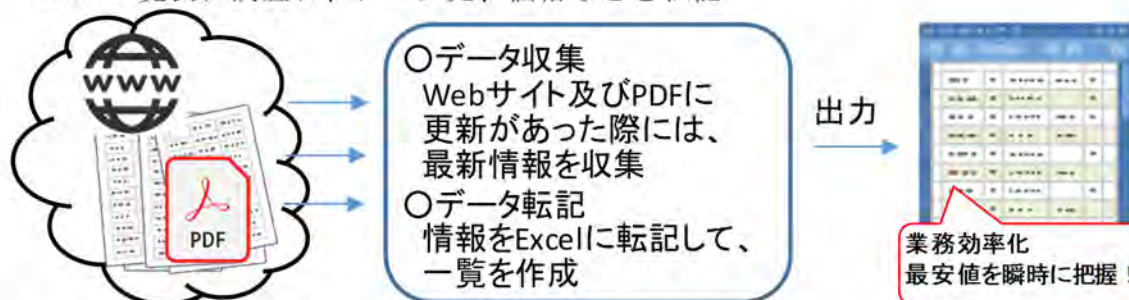 www
PDF
○データ収集
Webサイト及びPDFに
更新があった際には、
最新情報を収集
○データ転記
情報をExcelに転記して、
一覧を作成
出力
業務効率化
最安値を瞬時に把握!